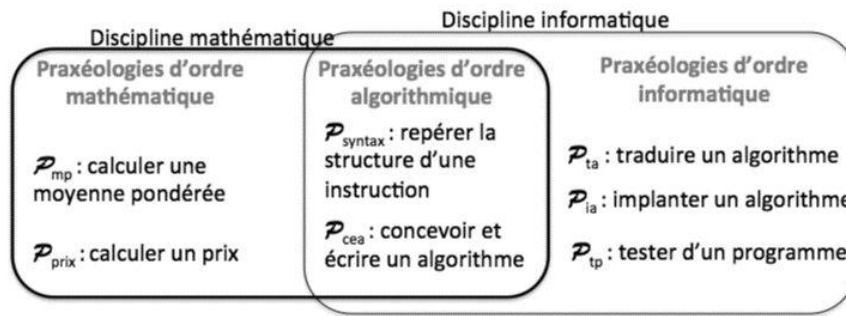 Discipline mathématique
Discipline informatique
Praxéologies d'ordre
mathématique
𝒫mp : calculer une
moyenne pondérée
𝒫prix : calculer un prix
Praxéologies d'ordre
algorithmique
𝒫syntax : repérer la
structure d'une
instruction
𝒫cea : concevoir et
écrire un algorithme
Praxéologies d'ordre
informatique
𝒫ta : traduire un algorithme
𝒫ia : implanter un algorithme
𝒫tp : tester d'un programme